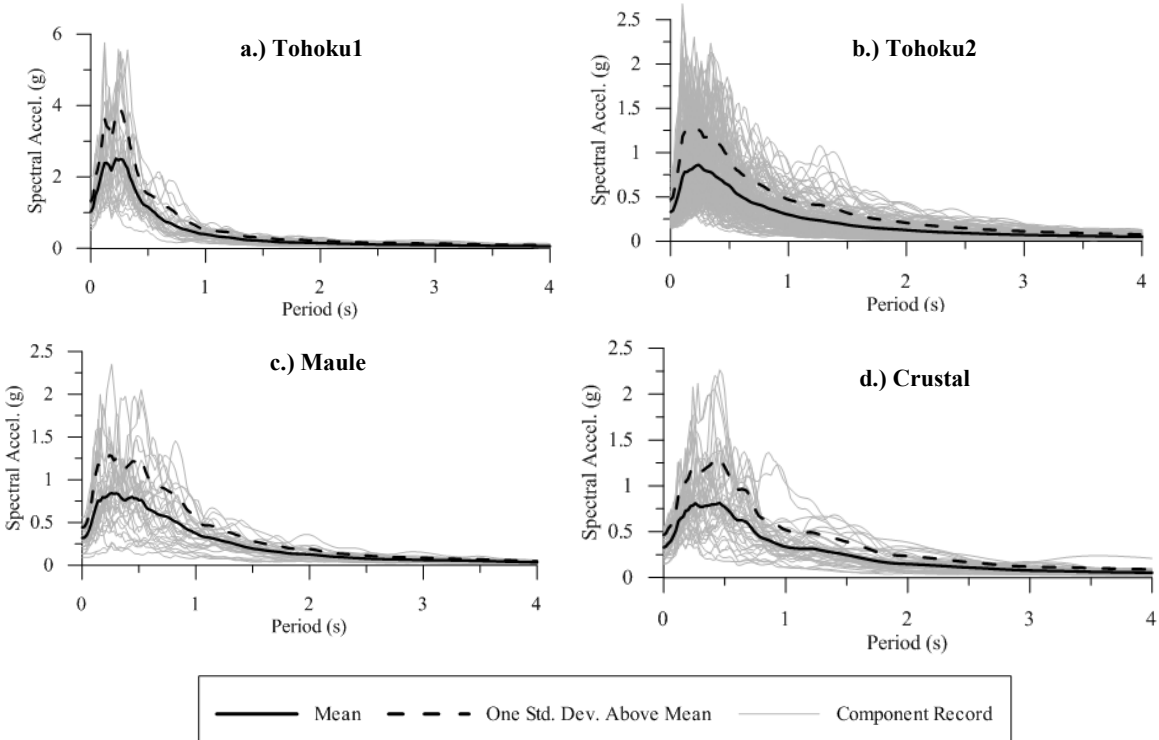 a.) Tohoku1
Spectral Accel. (g)
6
4
2
0
0 1 2 3 4
Period (s)
b.) Tohoku2
Spectral Accel. (g)
2.5
2
1.5
1
0.5
0
0 1 2 3 4
Period (s)
c.) Maule
Spectral Accel. (g)
2.5
2
1.5
1
0.5
0
0 1 2 3 4
Period (s)
d.) Crustal
Spectral Accel. (g)
2.5
2
1.5
1
0.5
0
0 1 2 3 4
Period (s)
Mean One Std. Dev. Above Mean Component Record